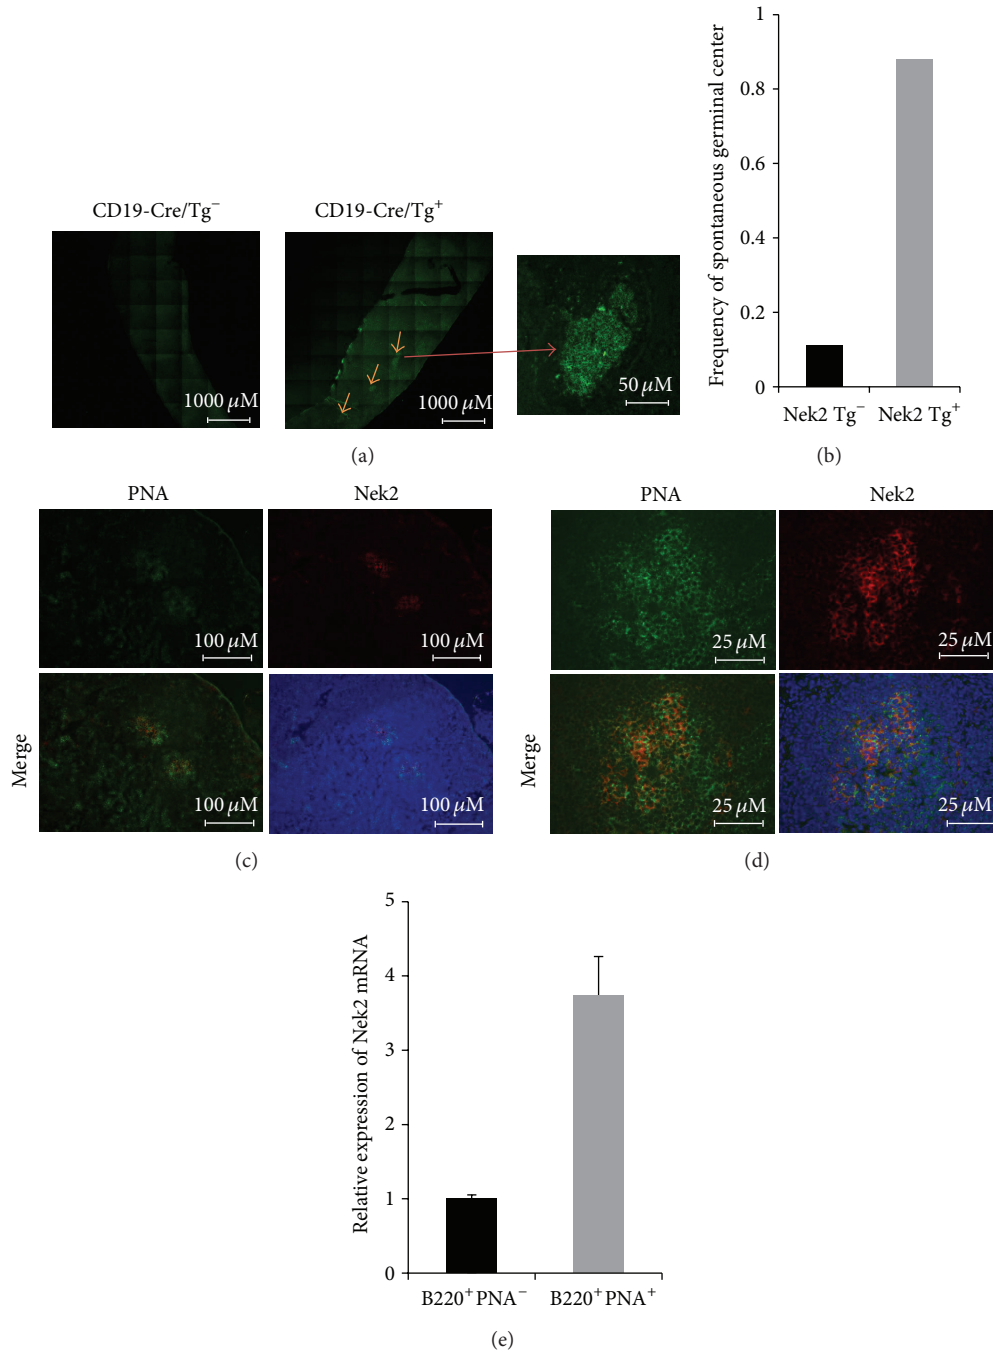 CD19-Cre/Tg⁻
CD19-Cre/Tg⁺
1000 μM
1000 μM
50 μM
(a)
Frequency of spontaneous germinal center
1
0.8
0.6
0.4
0.2
0
Nek2 Tg⁻
Nek2 Tg⁺
(b)
PNA
Nek2
100 μM
100 μM
Merge
100 μM
100 μM
(c)
PNA
Nek2
25 μM
25 μM
Merge
25 μM
25 μM
(d)
Relative expression of Nek2 mRNA
5
4
3
2
1
0
B220⁺PNA⁻
B220⁺PNA⁺
(e)